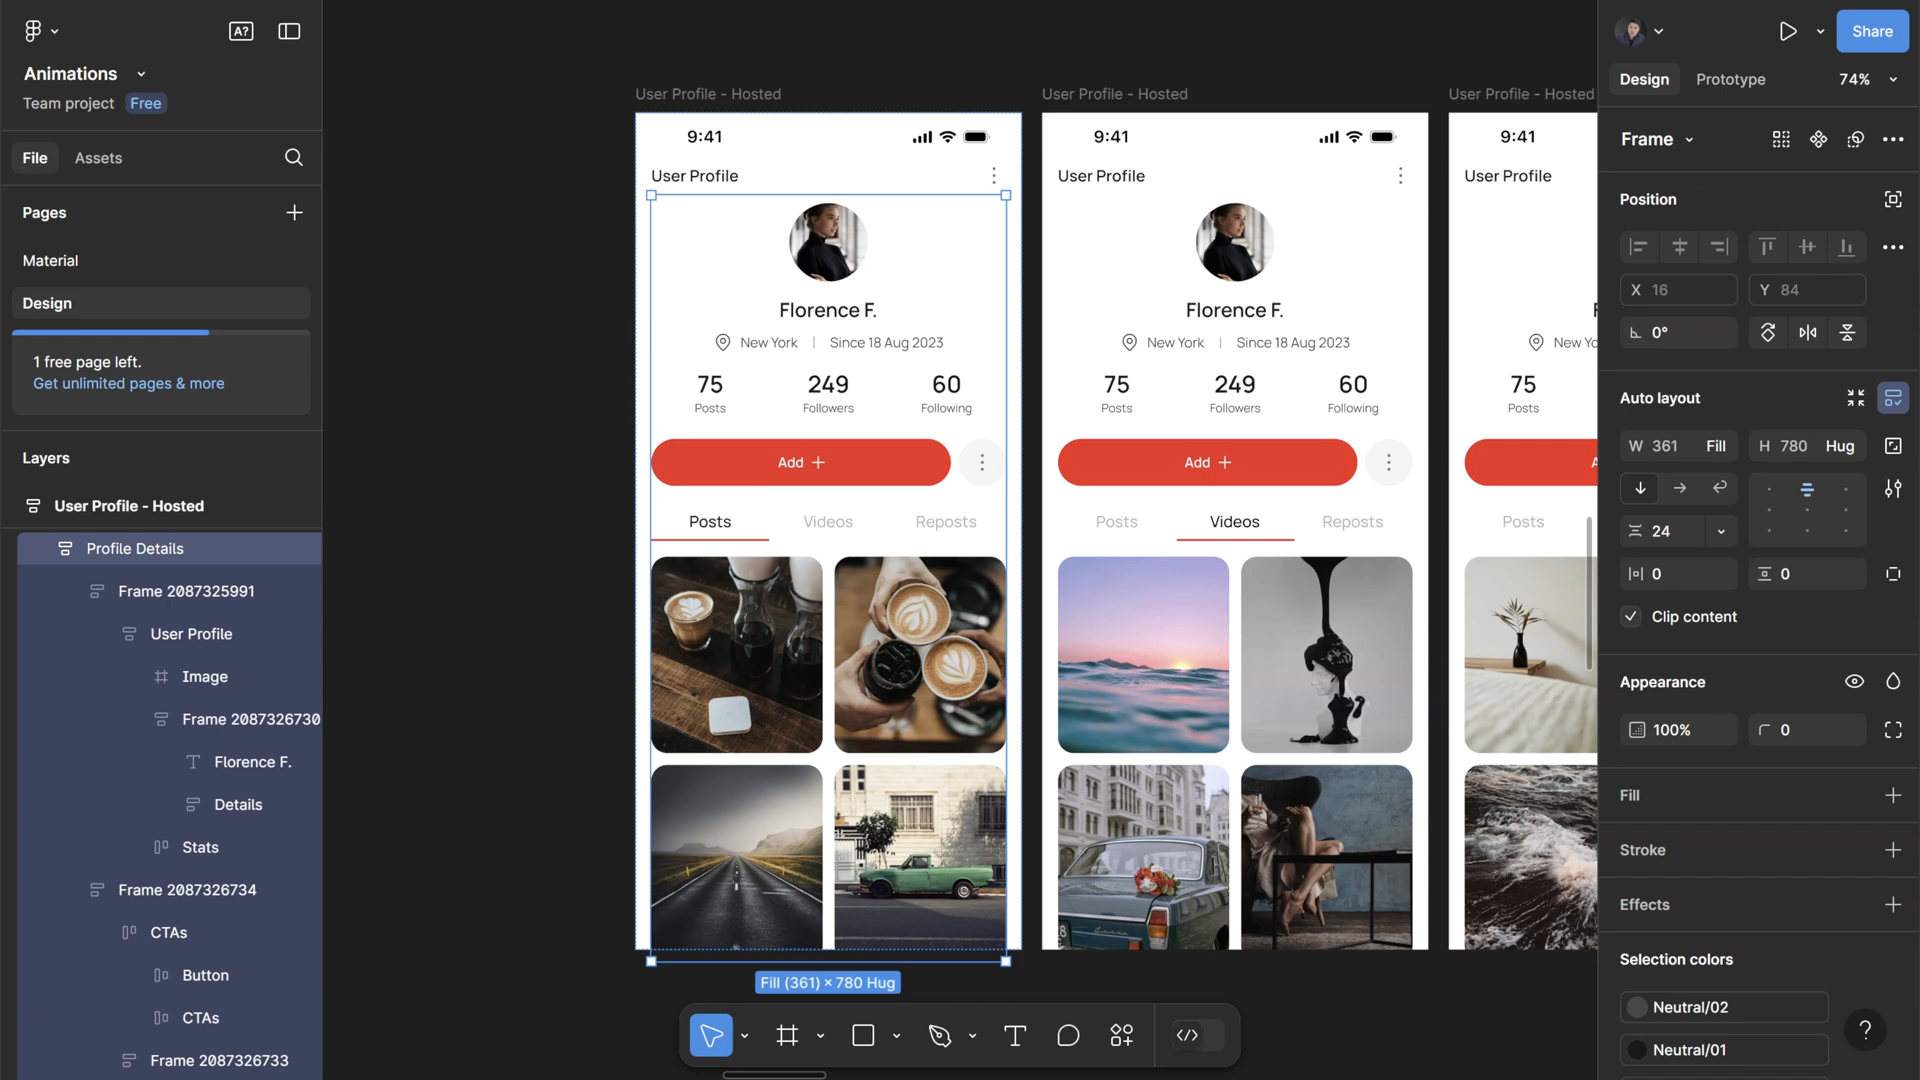 A?
Animations
Team project Free
File Assets
Pages
Material
Design
1 free page left.
Get unlimited pages & more
Layers
User Profile - Hosted
Profile Details
Frame 2087325991
User Profile
Image
Frame 2087326730
Florence F.
Details
Stats
Frame 2087326734
CTAs
Button
CTAs
Frame 2087326733
User Profile - Hosted
9:41
User Profile
Florence F.
New York | Since 18 Aug 2023
75 249 60
Posts Followers Following
Add +
Posts Videos Reposts
Fill (361) × 780 Hug
User Profile - Hosted
9:41
User Profile
Florence F.
New York | Since 18 Aug 2023
75 249 60
Posts Followers Following
Add +
Posts Videos Reposts
User Profile - Hosted
9:41
User Profile
New Yo
75
Posts
Posts
Share
Design Prototype 74%
Frame
Position
X 16 Y 84
0°
Auto layout
W 361 Fill H 780 Hug
24
0 0
Clip content
Appearance
100% 0
Fill
Stroke
Effects
Selection colors
Neutral/02
Neutral/01
?